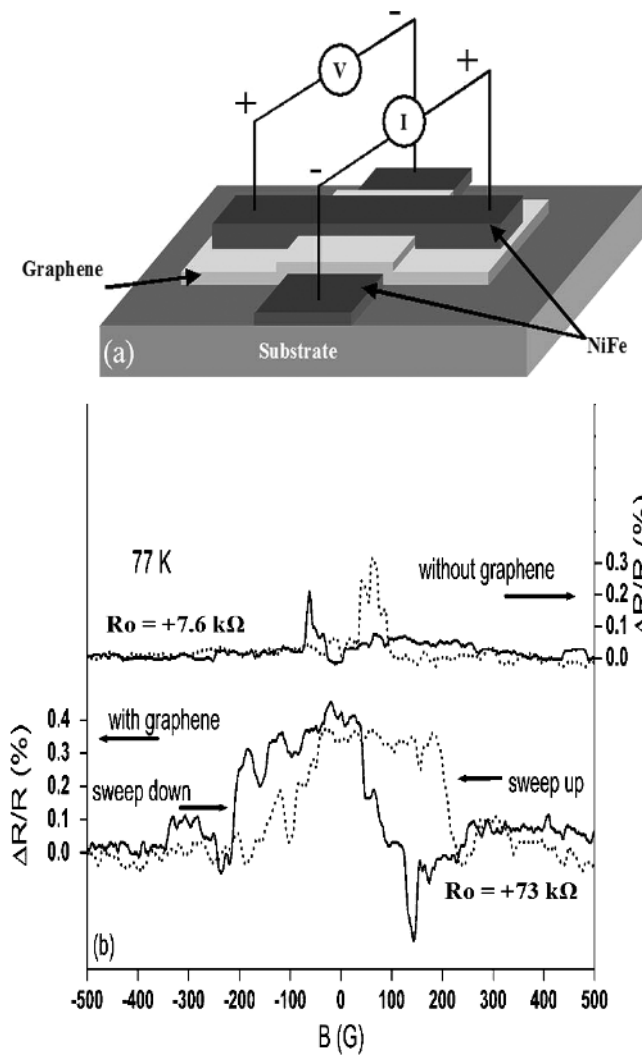 -
V
+
+
I
-
Graphene
NiFe
Substrate
(a)
77 K
without graphene
Ro = +7.6 kΩ
0.3
0.2
0.1
0.0
ΔR/R (%)
with graphene
0.4
0.3
0.2
0.1
0.0
ΔR/R (%)
sweep down
sweep up
Ro = +73 kΩ
(b)
-500 -400 -300 -200 -100 0 100 200 300 400 500
B (G)